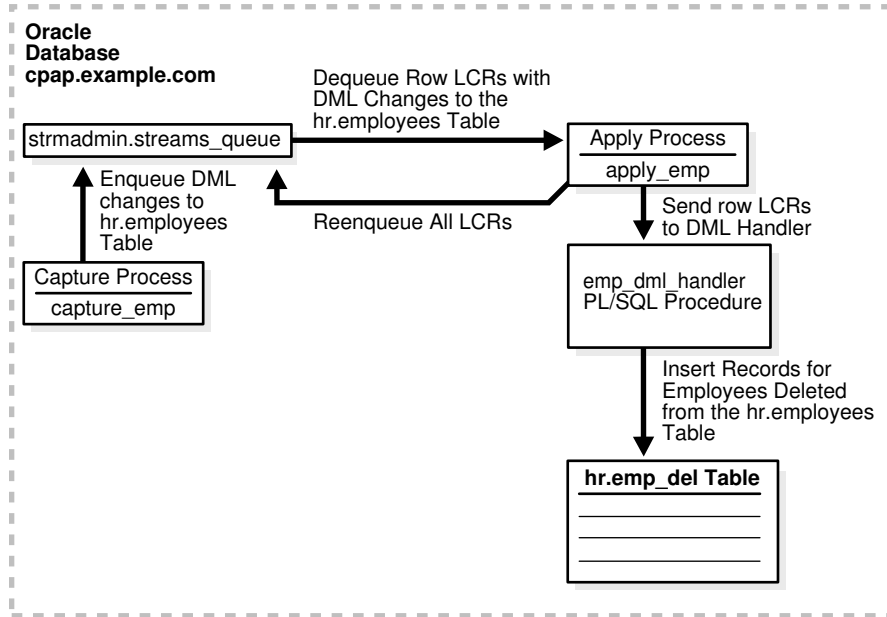 Oracle
Database
cpap.example.com
Dequeue Row LCRs with
DML Changes to the
hr.employees Table
strmadmin.streams_queue
Apply Process
apply_emp
Enqueue DML
changes to
hr.employees
Table
Reenqueue All LCRs
Send row LCRs
to DML Handler
Capture Process
capture_emp
emp_dml_handler
PL/SQL Procedure
Insert Records for
Employees Deleted
from the hr.employees
Table
hr.emp_del Table